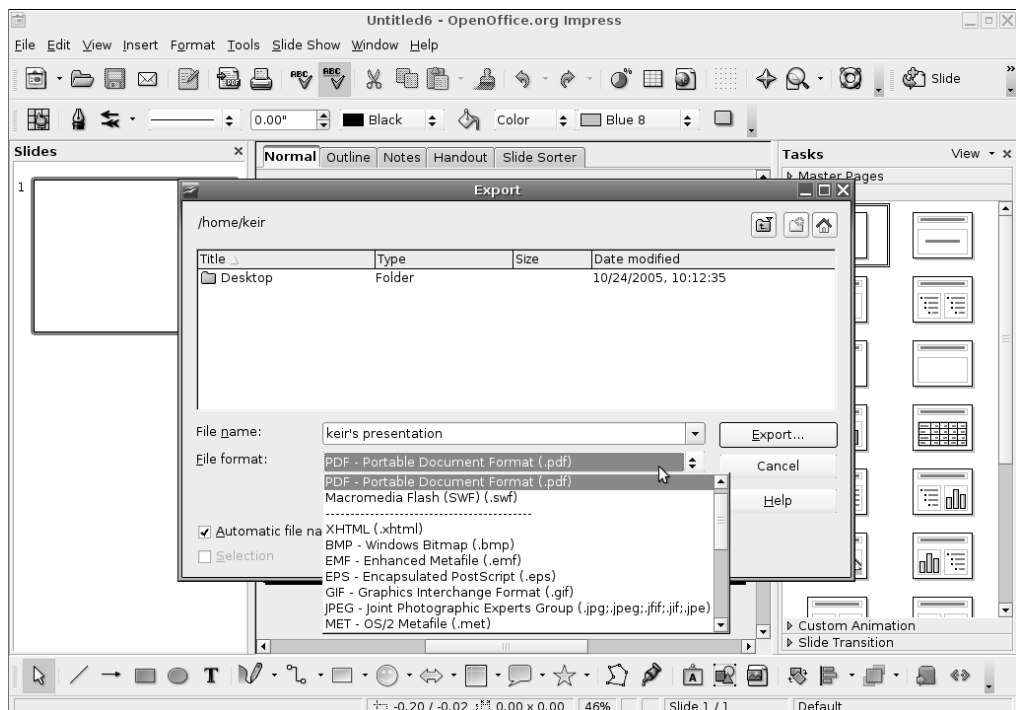 Untitled6 - OpenOffice.org Impress
File Edit View Insert Format Tools Slide Show Window Help
ABC ABC Slide
0.00" Black Color Blue 8
Slides
Normal Outline Notes Handout Slide Sorter
Tasks View
Master Pages
1
Export
/home/keir
Title Type Size Date modified
Desktop Folder 10/24/2005, 10:12:35
File name: keir's presentation Export...
File format: PDF - Portable Document Format (.pdf) Cancel
PDF - Portable Document Format (.pdf)
Macromedia Flash (SWF) (.swf)
Help
----------------------------------------
Automatic file na
XHTML (.xhtml)
BMP - Windows Bitmap (.bmp)
Selection
EMF - Enhanced Metafile (.emf)
EPS - Encapsulated PostScript (.eps)
GIF - Graphics Interchange Format (.gif)
JPEG - Joint Photographic Experts Group (.jpg;.jpeg;.jfif;.jif;.jpe)
MET - OS/2 Metafile (.met)
Custom Animation
Slide Transition
T A
-0.20 / -0.02 0.00 x 0.00 46% Slide 1 / 1 Default